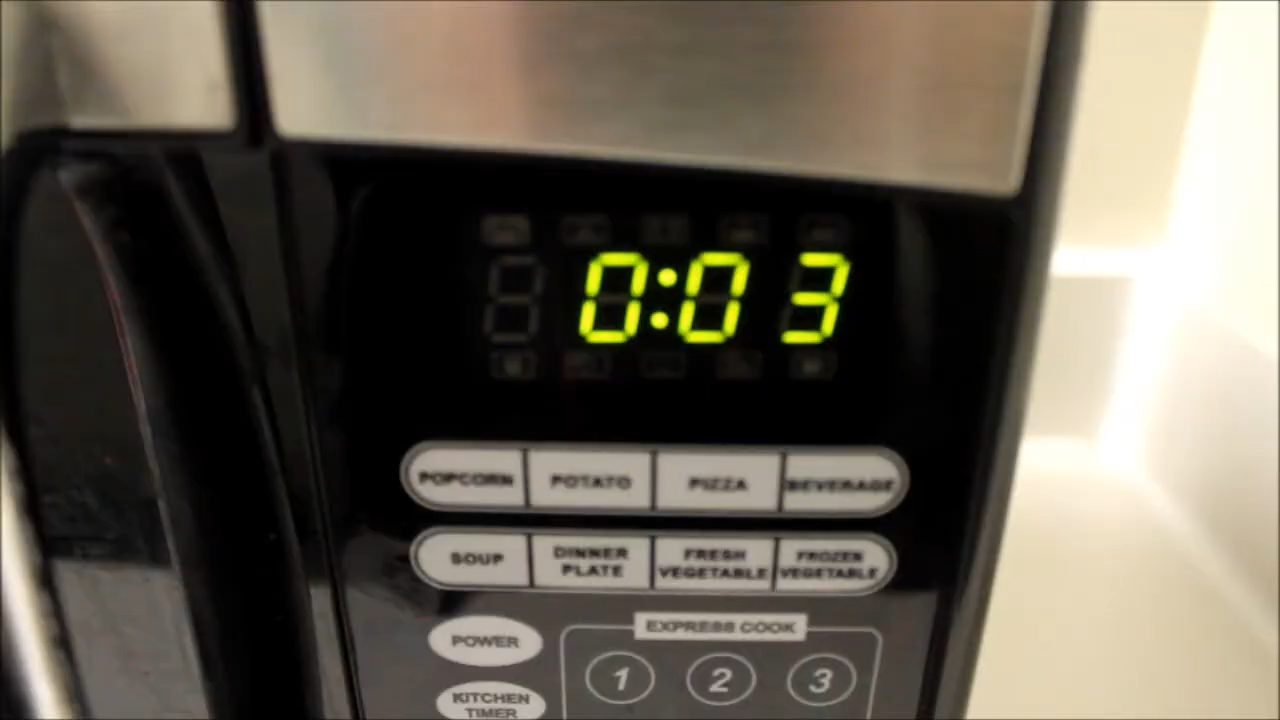 0:03
POPCORN POTATO PIZZA BEVERAGE
SOUP DINNER PLATE FRESH VEGETABLE FROZEN VEGETABLE
EXPRESS COOK
POWER
1 2 3
KITCHEN
TIMER